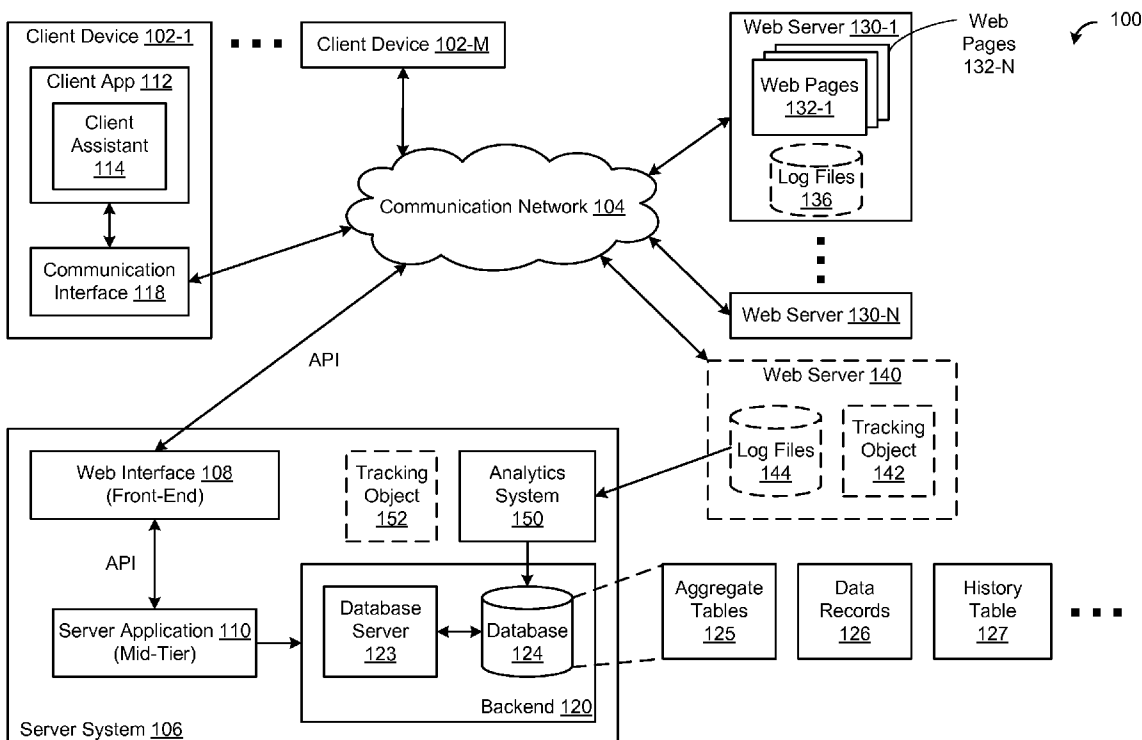 Client Device 102-1
Client App 112
Client
Assistant
114
Communication
Interface 118
Client Device 102-M
Communication Network 104
Web Server 130-1
Web Pages
132-1
Log Files
136
Web
Pages
132-N
100
Web Server 130-N
API
Web Server 140
Log Files
144
Tracking
Object
142
Web Interface 108
(Front-End)
Tracking
Object
152
Analytics
System
150
API
Server Application 110
(Mid-Tier)
Database
Server
123
Database
124
Backend 120
Server System 106
Aggregate
Tables
125
Data
Records
126
History
Table
127